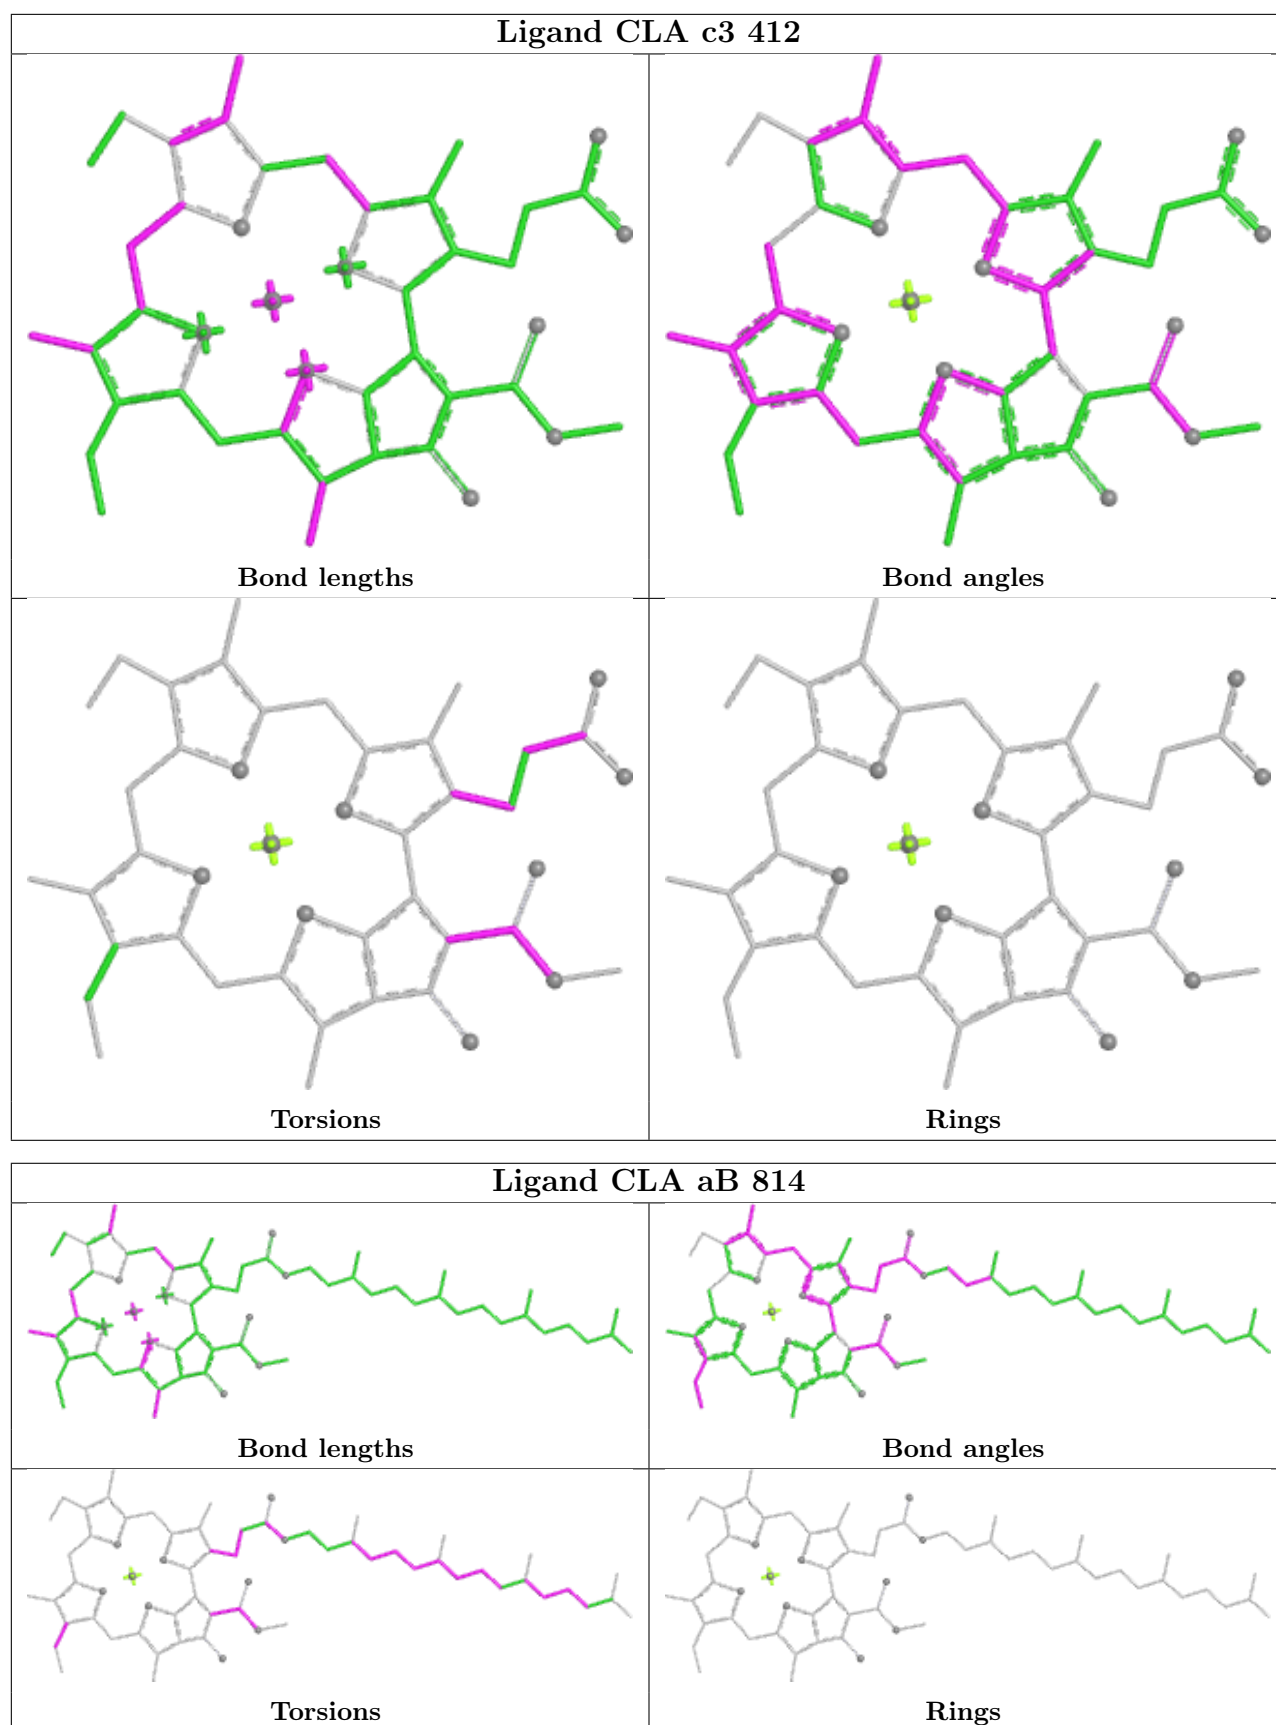 Ligand CLA c3 412
Bond lengths
Bond angles
Torsions
Rings
Ligand CLA aB 814
Bond lengths
Bond angles
Torsions
Rings